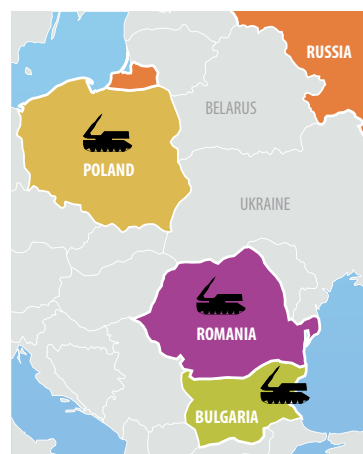 RUSSIA
BELARUS
POLAND
UKRAINE
ROMANIA
BULGARIA